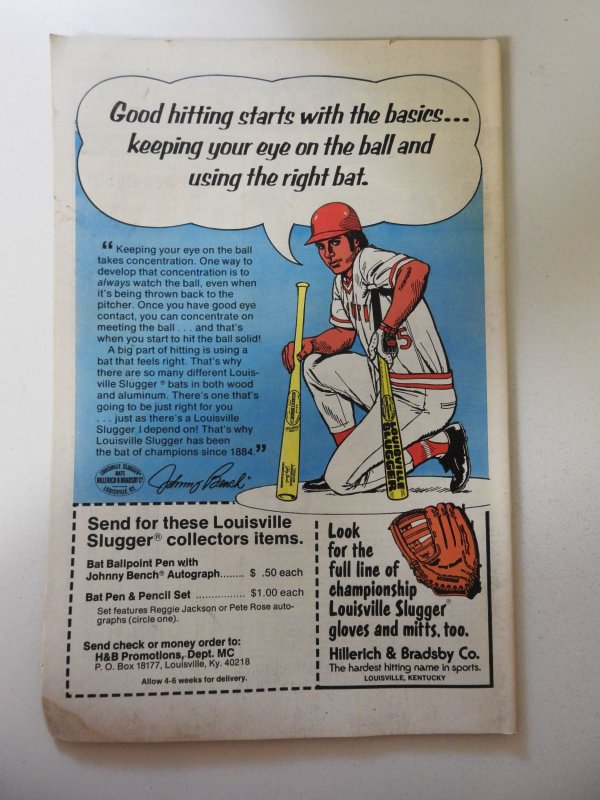 Good hitting starts with the basics...
keeping your eye on the ball and
using the right bat.
“ Keeping your eye on the ball
takes concentration. One way to
develop that concentration is to
always watch the ball, even when
it's being thrown back to the
pitcher. Once you have good eye
contact, you can concentrate on
meeting the ball . . . and that's
when you start to hit the ball solid!
A big part of hitting is using a
bat that feels right. That's why
there are so many different Louis-
ville Slugger® bats in both wood
and aluminum. There's one that's
going to be just right for you
. . . just as there's a Louisville
Slugger I depend on! That's why
Louisville Slugger has been
the bat of champions since 1884.”
LOUISVILLE SLUGGER
BATS
HILLERICH & BRADSBY Co
LOUISVILLE, KY.
Johnny Bench
5
LOUISVILLE
SLUGGER
Send for these Louisville
Slugger® collectors items.
Bat Ballpoint Pen with
Johnny Bench® Autograph........ $ .50 each
Bat Pen & Pencil Set ................ $1.00 each
Set features Reggie Jackson or Pete Rose auto-
graphs (circle one).
Send check or money order to:
H&B Promotions, Dept. MC
P. O. Box 18177, Louisville, Ky. 40218
Allow 4-6 weeks for delivery.
Look
for the
full line of
championship
Louisville Slugger®
gloves and mitts, too.
Hillerich & Bradsby Co.
The hardest hitting name in sports.
LOUISVILLE, KENTUCKY